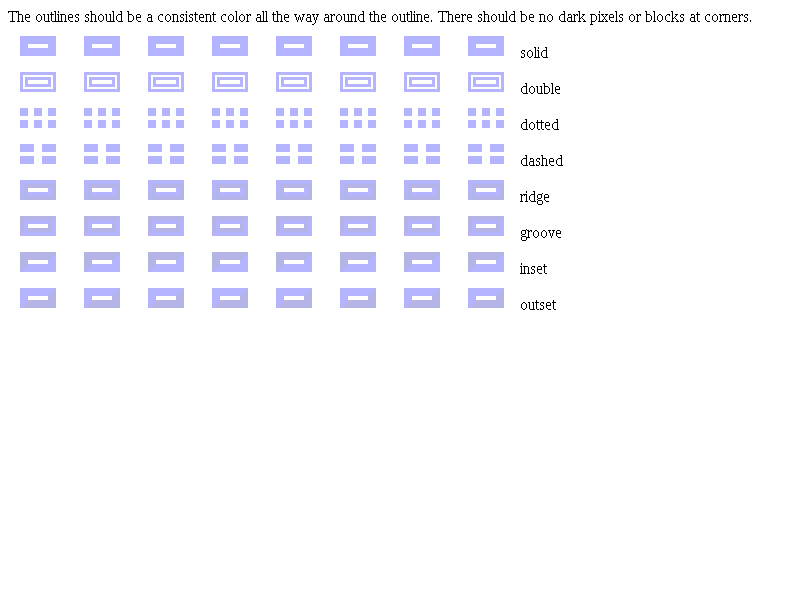 The outlines should be a consistent color all the way around the outline. There should be no dark pixels or blocks at corners.
solid
double
dotted
dashed
ridge
groove
inset
outset